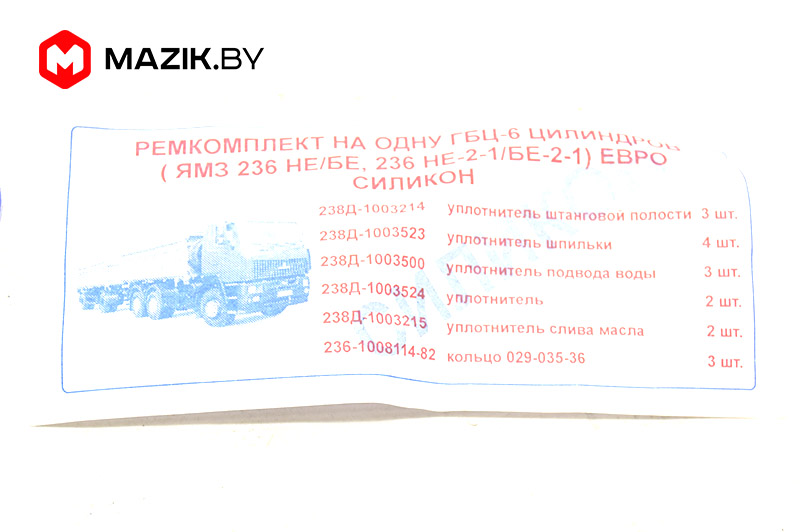 MAZIK.BY
РЕМКОМПЛЕКТ НА ОДНУ ГБЦ-6 ЦИЛИНДРОВ
( ЯМЗ 236 НЕ/БЕ, 236 НЕ-2-1/БЕ-2-1) ЕВРО
СИЛИКОН
238Д-1003214 уплотнитель штанговой полости 3 шт.
238Д-1003523 уплотнитель шпильки 4 шт.
238Д-1003500 уплотнитель подвода воды 3 шт.
238Д-1003524 уплотнитель 2 шт.
238Д-1003215 уплотнитель слива масла 2 шт.
236-1008114-82 кольцо 029-035-36 3 шт.